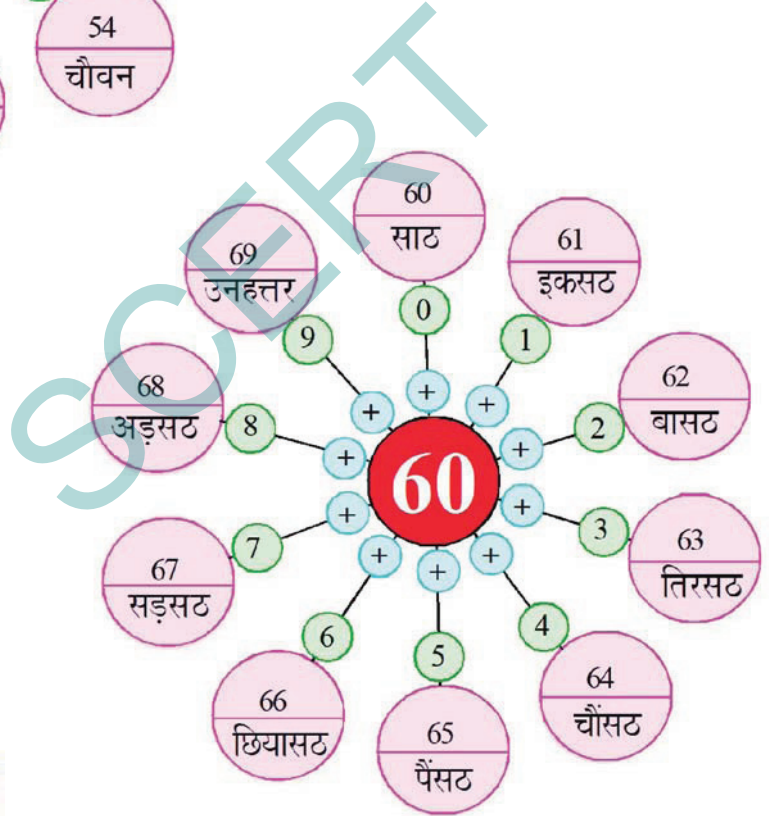 54
चौवन
60
साठ
61
इकसठ
62
बासठ
63
तिरसठ
64
चौंसठ
65
पैंसठ
66
छियासठ
67
सड़सठ
68
अड़सठ
69
उनहत्तर
0
1
2
3
4
5
6
7
8
9
+
+
+
+
+
+
+
+
+
+
60
SCERT